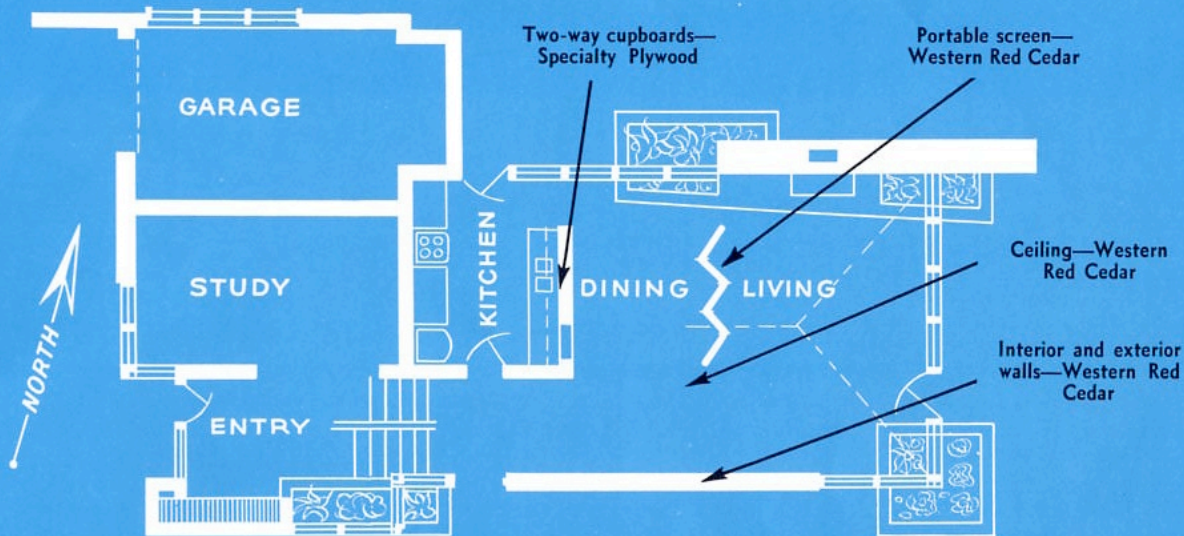 Two-way cupboards—
Specialty Plywood
Portable screen—
Western Red Cedar
GARAGE
STUDY
KITCHEN
DINING
LIVING
Ceiling—Western
Red Cedar
Interior and exterior
walls—Western Red
Cedar
NORTH
ENTRY